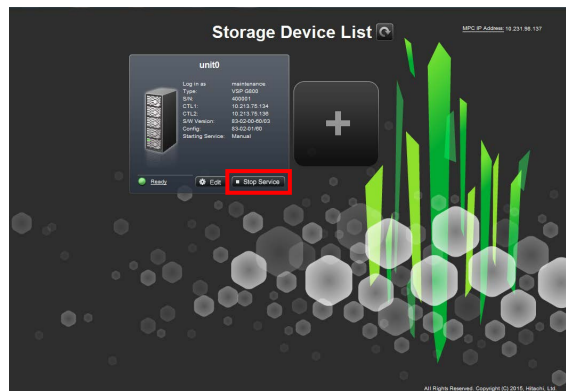 Storage Device List
MPC IP Address: 10.231.98.137
unit0
Log in as maintenance
Type: VSP G800
S/N: 400001
CTL1: 10.213.75.134
CTL2: 10.213.75.136
S/W Version: 83-02-00-60/03
Config: 83-02-01/60
Starting Service: Manual
Ready
Edit
Stop Service
All Rights Reserved. Copyright (C) 2015, Hitachi, Ltd.